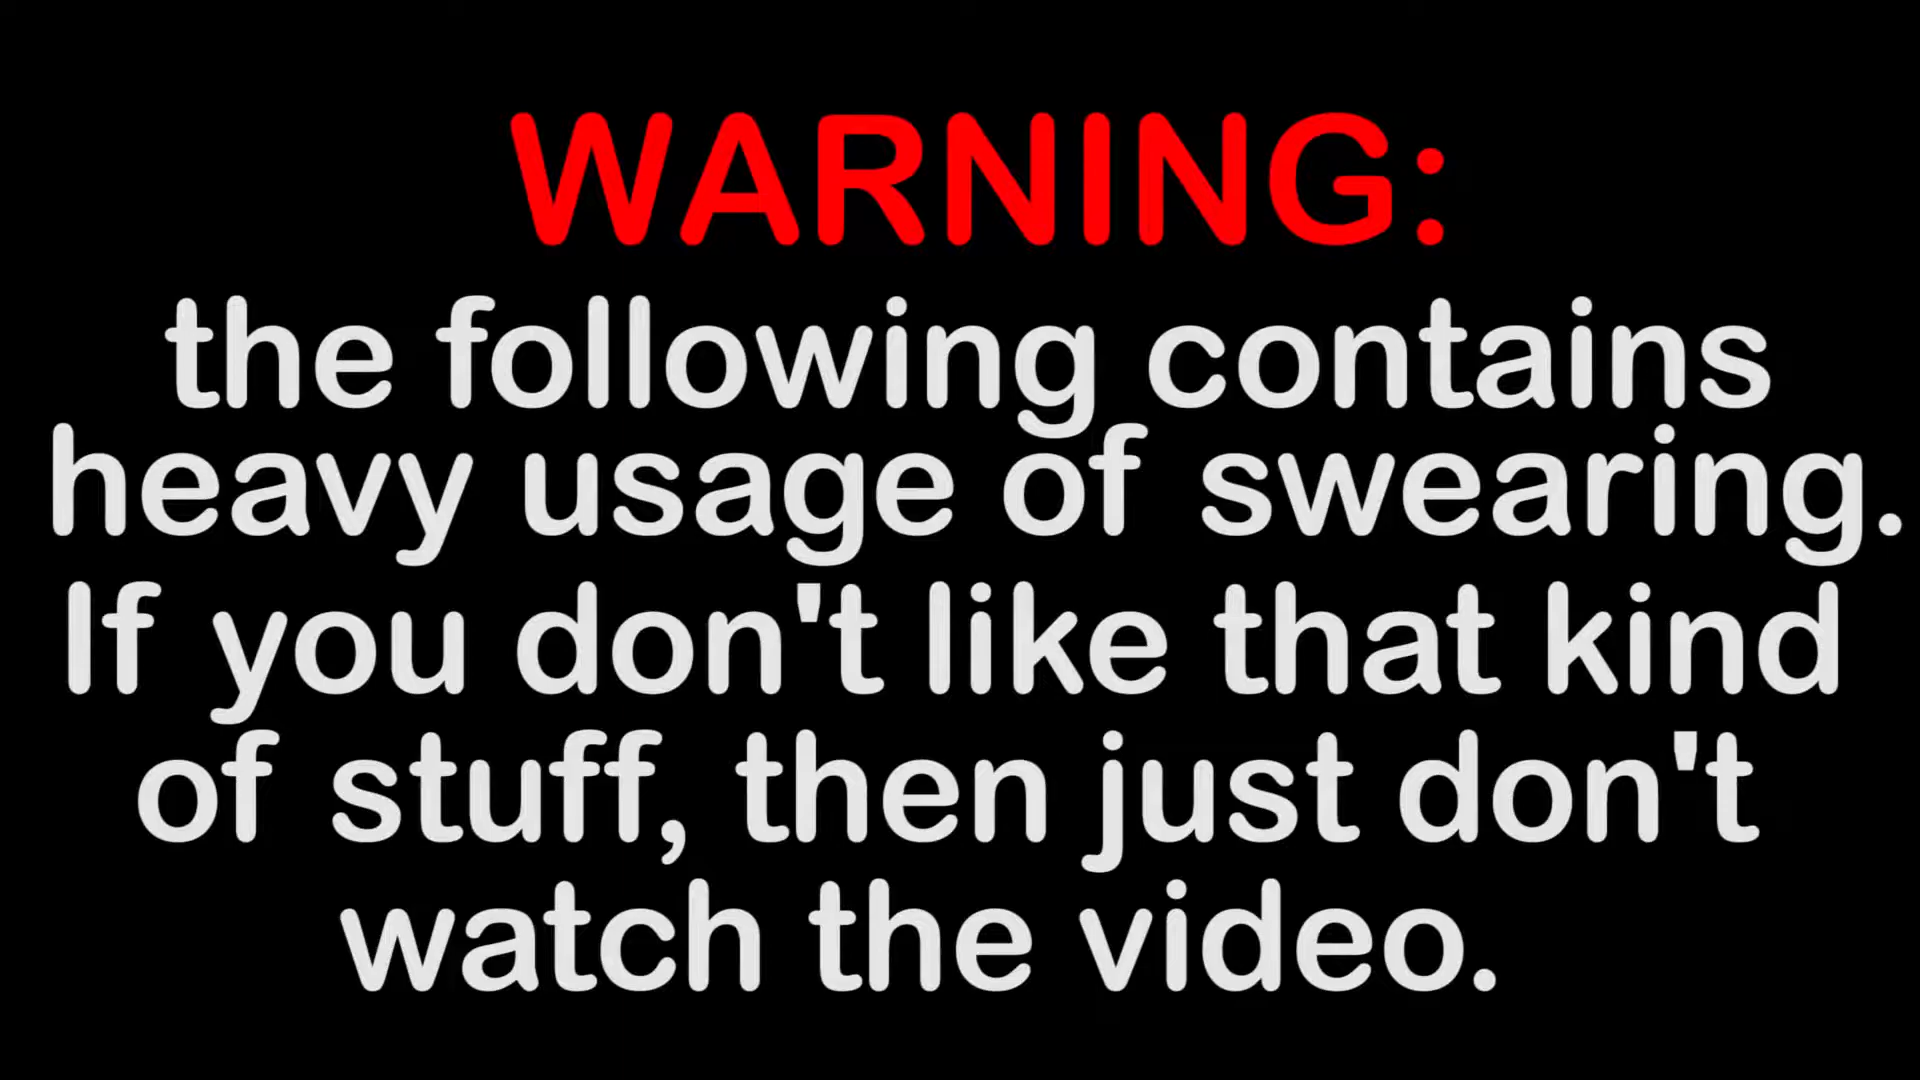 WARNING:
the following contains
heavy usage of swearing.
If you don't like that kind
of stuff, then just don't
watch the video.